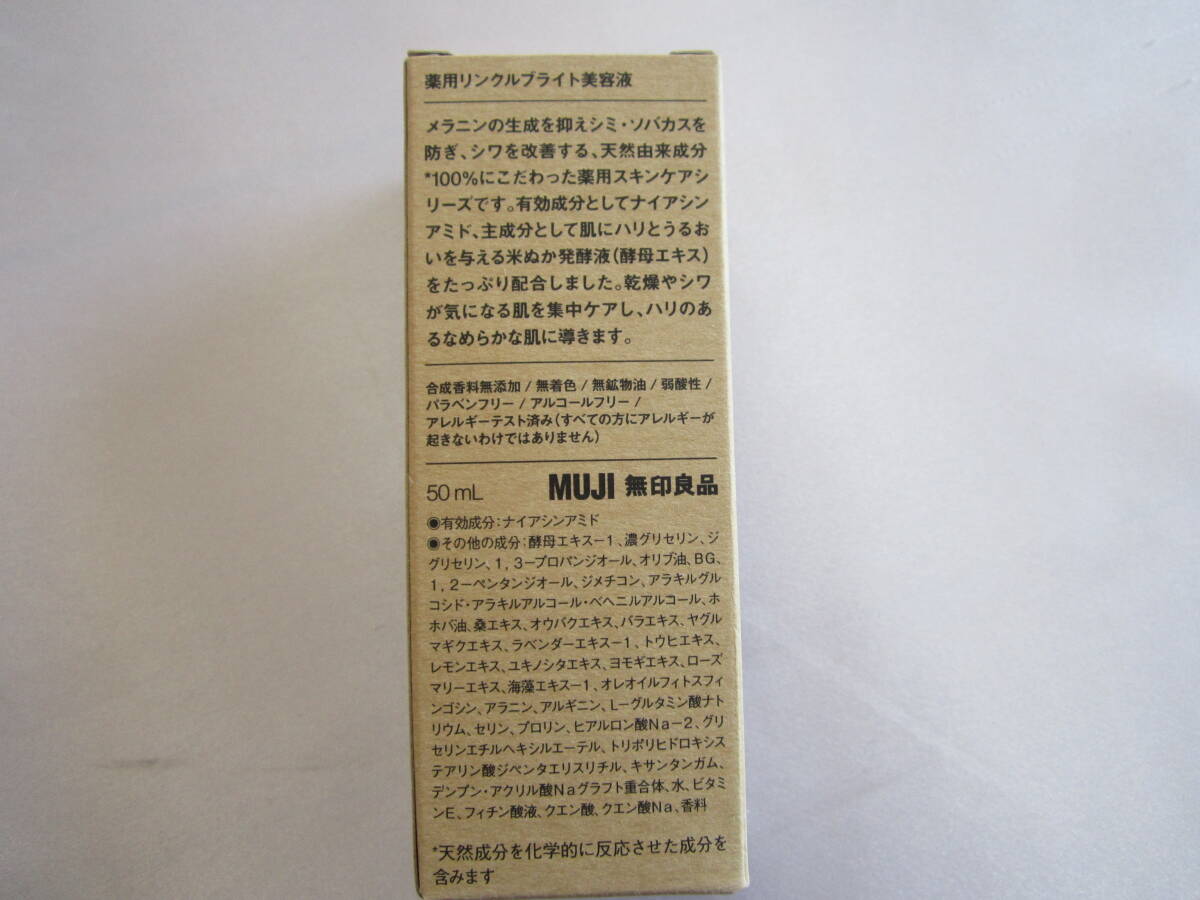 薬用リンクルブライト美容液
メラニンの生成を抑えシミ・ソバカスを
防ぎ、シワを改善する、天然由来成分
*100%にこだわった薬用スキンケアシ
リーズです。有効成分としてナイアシン
アミド、主成分として肌にハリとうるお
いを与える米ぬか発酵液(酵母エキス)
をたっぷり配合しました。乾燥やシワ
が気になる肌を集中ケアし、ハリのあ
るなめらかな肌に導きます。
合成香料無添加 / 無着色 / 無鉱物油 / 弱酸性 /
パラベンフリー / アルコールフリー /
アレルギーテスト済み(すべての方にアレルギーが
起きないわけではありません)
50 mL MUJI 無印良品
◉有効成分:ナイアシンアミド
◉その他の成分:酵母エキス-1、濃グリセリン、ジ
グリセリン、1,3-プロパンジオール、オリブ油、BG、
1,2-ペンタンジオール、ジメチコン、アラキルグル
コシド・アラキルアルコール・ベヘニルアルコール、ホ
ホバ油、桑エキス、オウバクエキス、バラエキス、ヤグル
マギクエキス、ラベンダーエキス-1、トウヒエキス、
レモンエキス、ユキノシタエキス、ヨモギエキス、ローズ
マリーエキス、海藻エキス-1、オレオイルフィトスフィ
ンゴシン、アラニン、アルギニン、L-グルタミン酸ナト
リウム、セリン、プロリン、ヒアルロン酸Na-2、グリ
セリンエチルヘキシルエーテル、トリポリヒドロキシス
テアリン酸ジペンタエリスリチル、キサンタンガム、
デンプン・アクリル酸Naグラフト重合体、水、ビタミ
ンE、フィチン酸液、クエン酸、クエン酸Na、香料
*天然成分を化学的に反応させた成分を
含みます